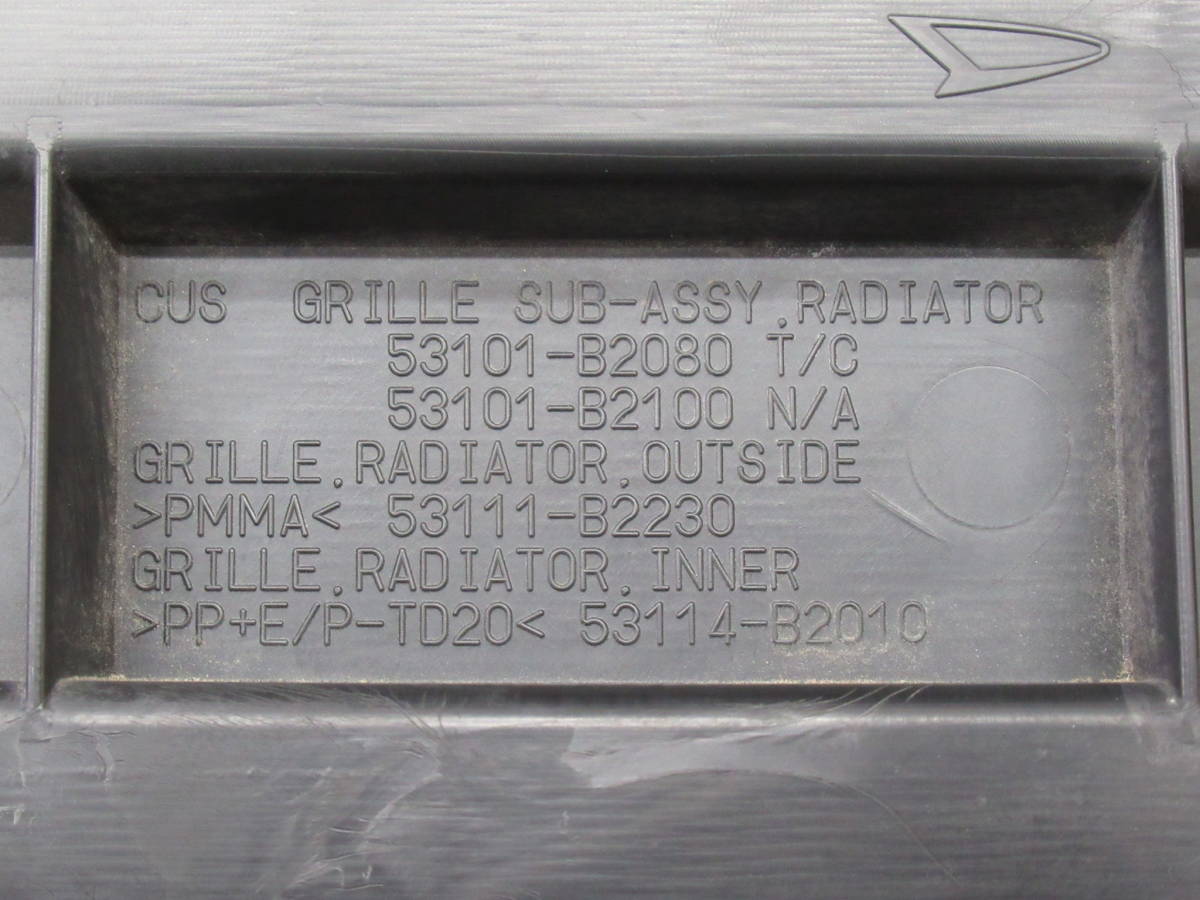 CUS GRILLE SUB-ASSY,RADIATOR
53101-B2080 T/C
53101-B2100 N/A
GRILLE,RADIATOR,OUTSIDE
>PMMA< 53111-B2230
GRILLE,RADIATOR,INNER
>PP+E/P-TD20< 53114-B2010